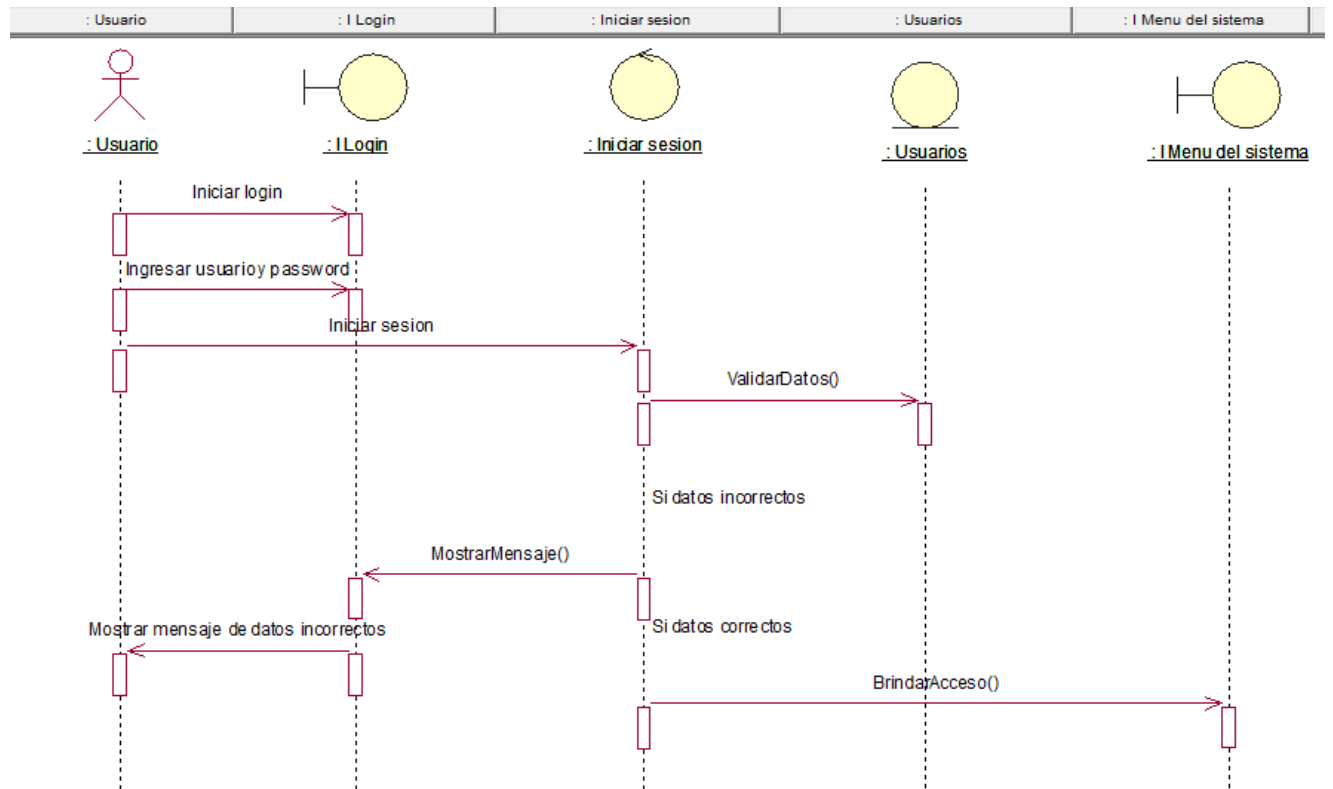 : Usuario
: I Login
: Iniciar sesion
: Usuarios
: I Menu del sistema
: Usuario
: I Login
: Iniciar sesion
: Usuarios
: I Menu del sistema
Iniciar login
Ingresar usuario y password
Iniciar sesion
ValidarDatos()
Si datos incorrectos
MostrarMensaje()
Si datos correctos
Mostrar mensaje de datos incorrectos
BrindarAcceso()